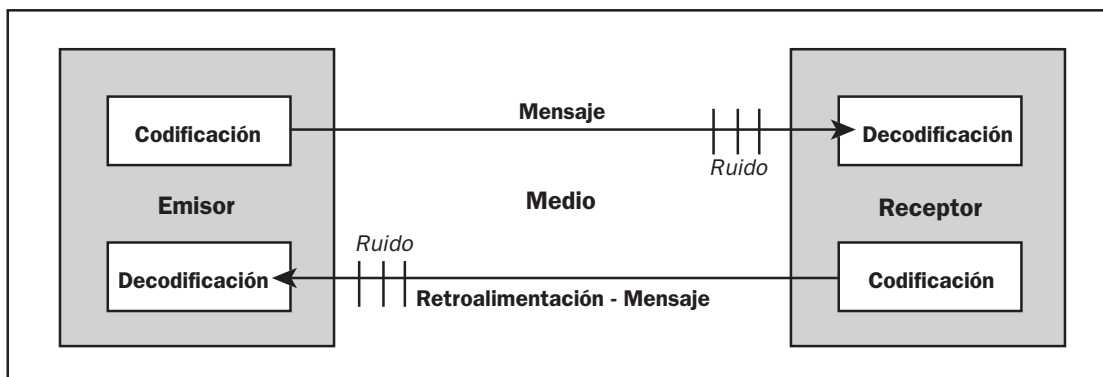 Mensaje
Codificación
Decodificación
Ruido
Emisor
Medio
Receptor
Ruido
Decodificación
Codificación
Retroalimentación - Mensaje